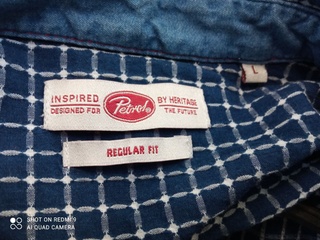 INSPIRED BY HERITAGE
DESIGNED FOR THE FUTURE
Petrol
REGULAR FIT
L
SHOT ON REDMI 9
AI QUAD CAMERA